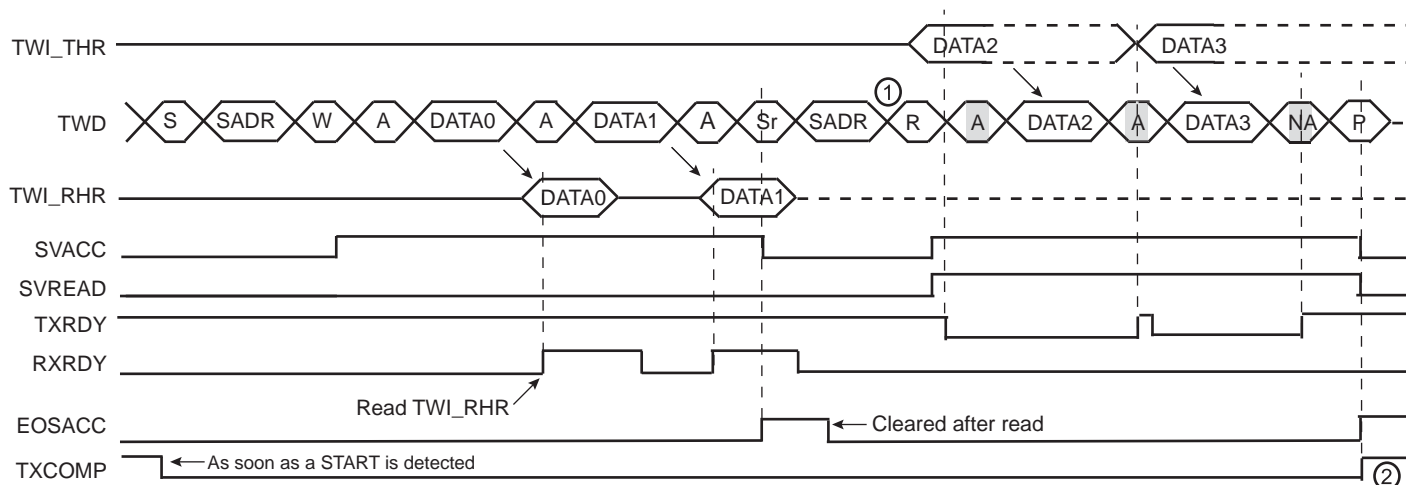 TWI_THR DATA2 DATA3
①
TWD S SADR W A DATA0 A DATA1 A Sr SADR R A DATA2 A DATA3 NA P
TWI_RHR DATA0 DATA1
SVACC
SVREAD
TXRDY
RXRDY
Read TWI_RHR
EOSACC Cleared after read
TXCOMP As soon as a START is detected ②